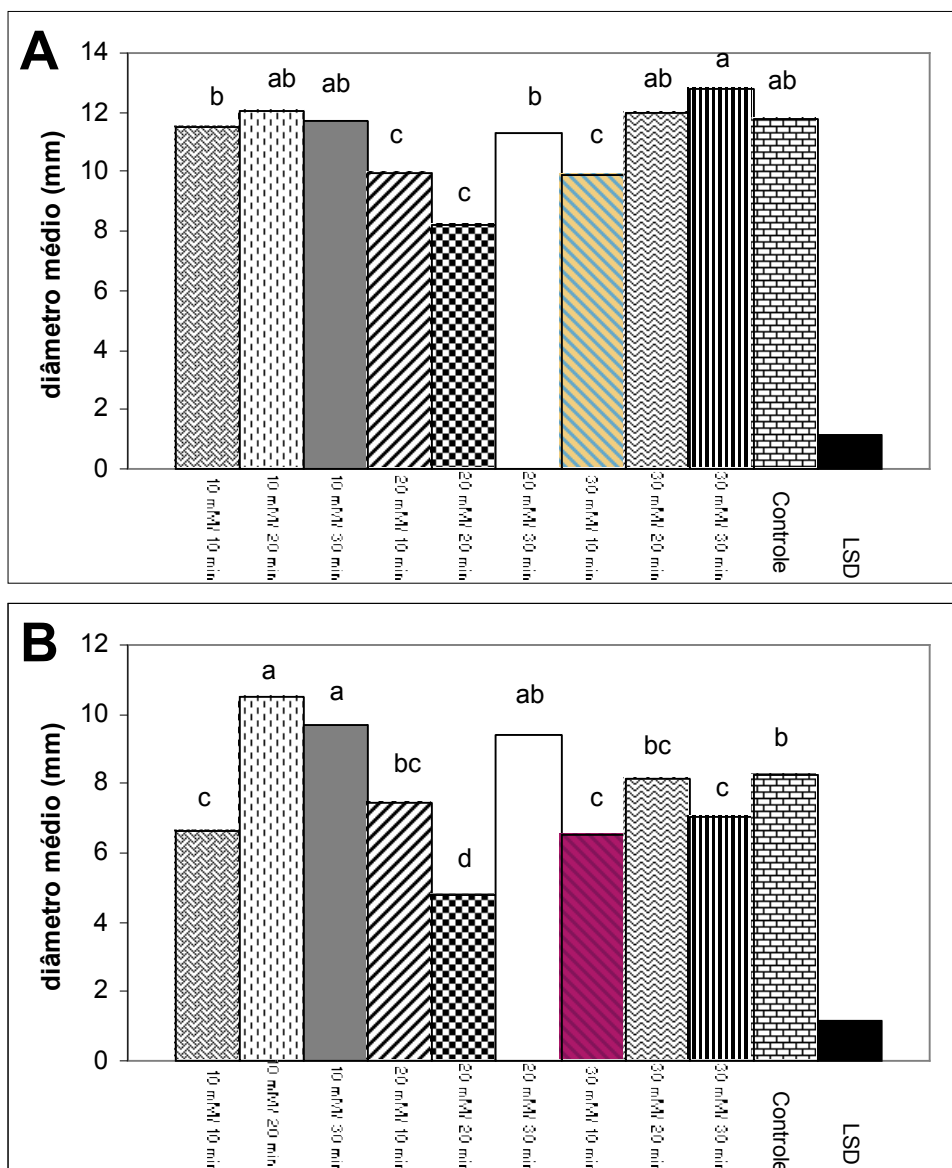 A
14
12
10
8
6
4
2
0
diâmetro médio (mm)
b
ab
ab
c
c
b
c
ab
a
ab
10 mM/ 10 min
10 mM/ 20 min
10 mM/ 30 min
20 mM/ 10 min
20 mM/ 20 min
20 mM/ 30 min
30 mM/ 10 min
30 mM/ 20 min
30 mM/ 30 min
Controle
LSD
B
12
10
8
6
4
2
0
diâmetro médio (mm)
c
a
a
bc
d
ab
c
bc
c
b
10 mM/ 10 min
10 mM/ 20 min
10 mM/ 30 min
20 mM/ 10 min
20 mM/ 20 min
20 mM/ 30 min
30 mM/ 10 min
30 mM/ 20 min
30 mM/ 30 min
Controle
LSD